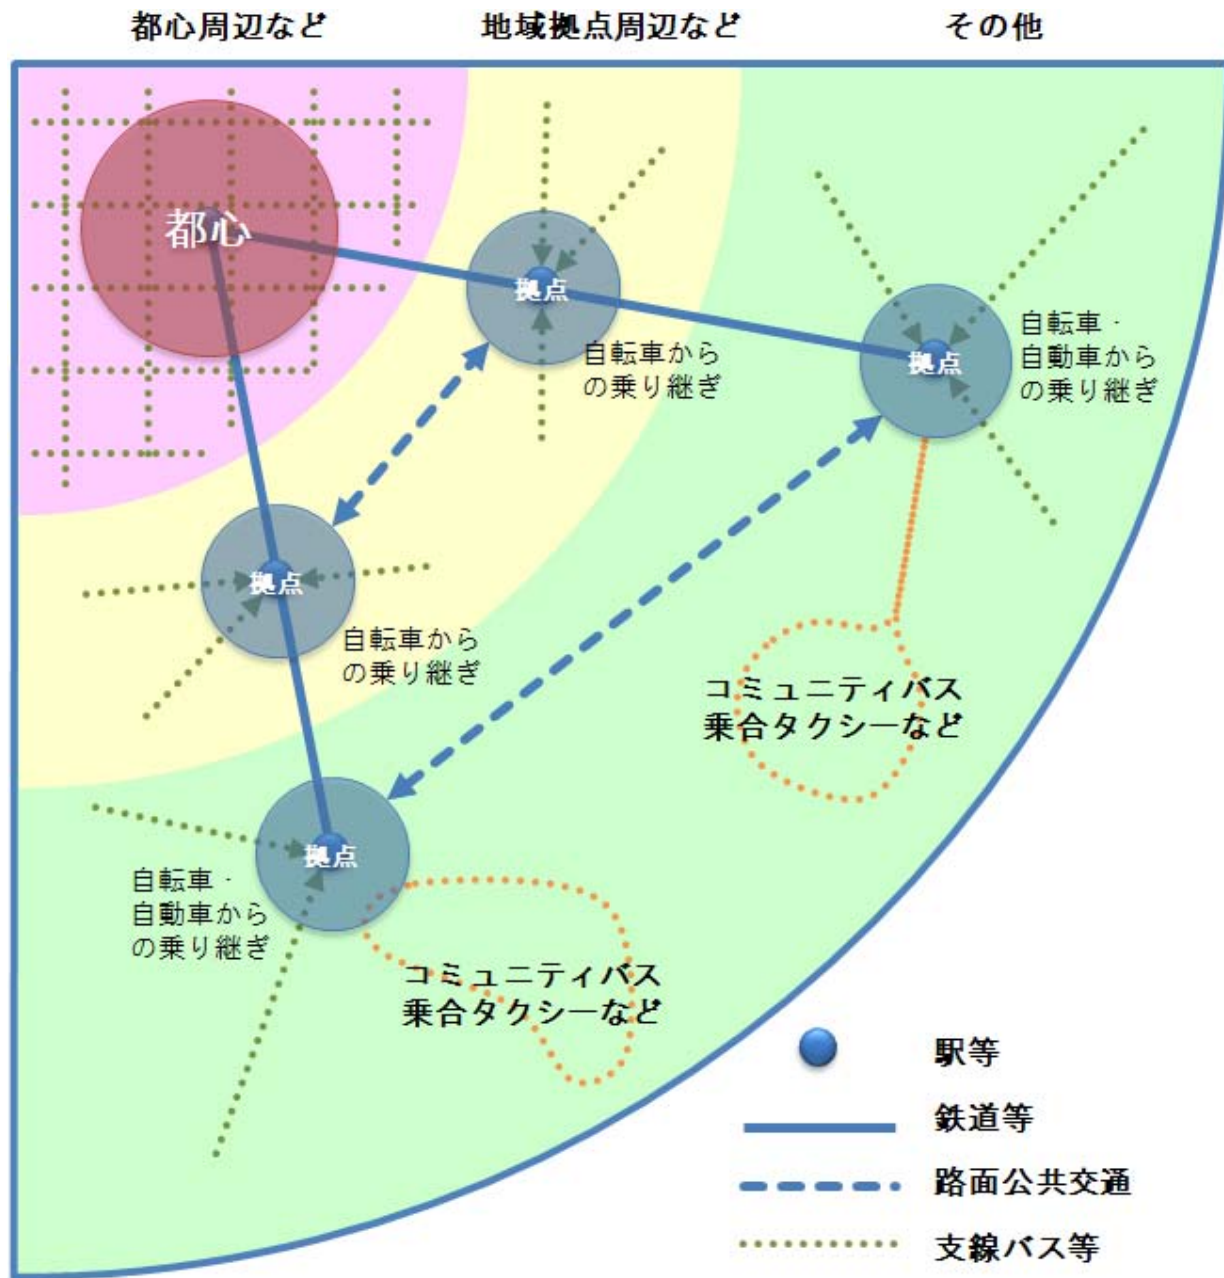 都心周辺など
地域拠点周辺など
その他
都心
拠点
自転車から
の乗り継ぎ
拠点
自転車・
自動車から
の乗り継ぎ
拠点
自転車から
の乗り継ぎ
コミュニティバス
乗合タクシーなど
拠点
自転車・
自動車から
の乗り継ぎ
コミュニティバス
乗合タクシーなど
駅等
鉄道等
路面公共交通
支線バス等